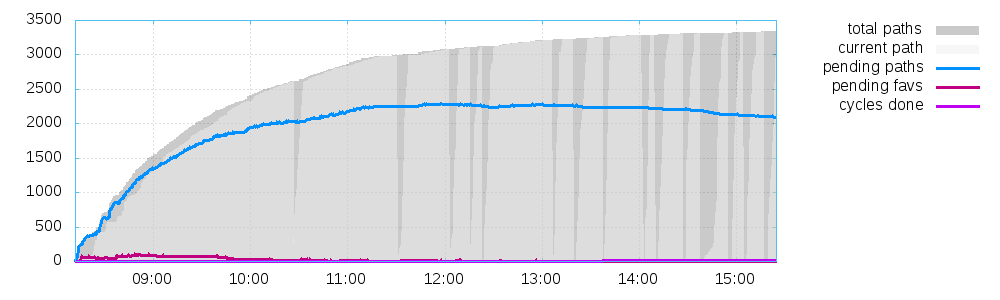 3500
3000
2500
2000
1500
1000
500
0
09:00 10:00 11:00 12:00 13:00 14:00 15:00
total paths
current path
pending paths
pending favs
cycles done